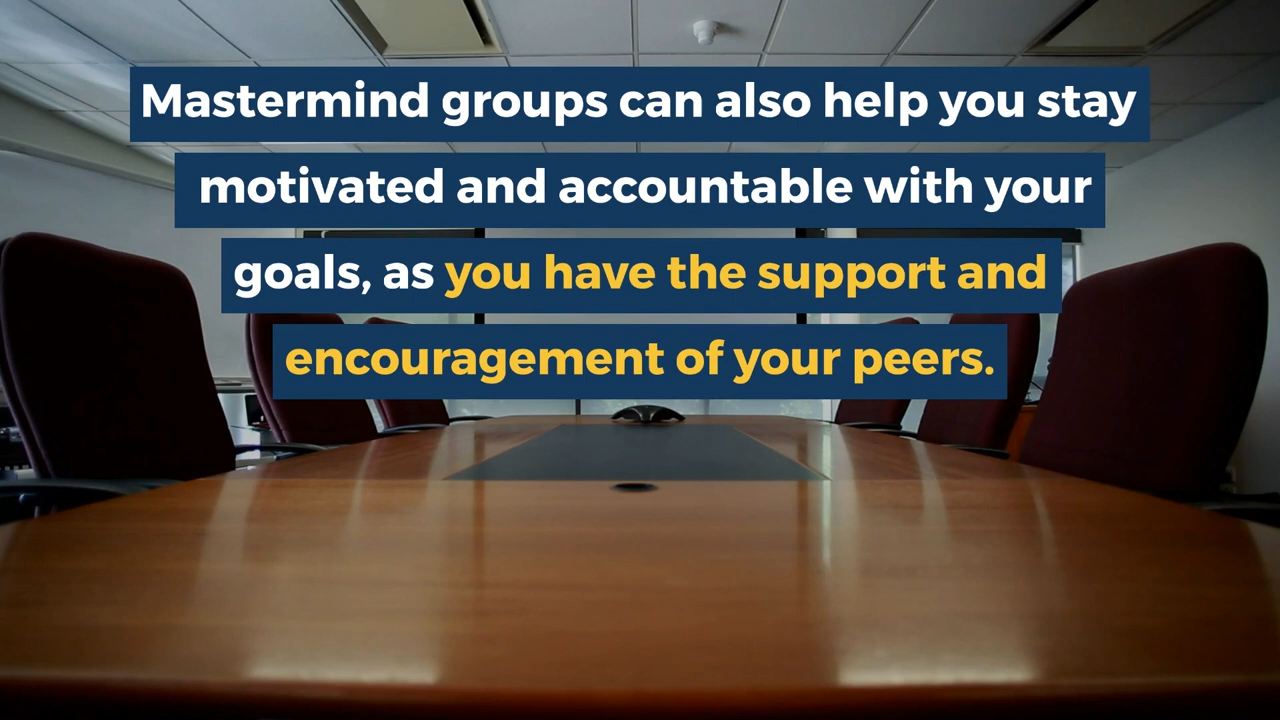 Mastermind groups can also help you stay
motivated and accountable with your
goals, as you have the support and
encouragement of your peers.